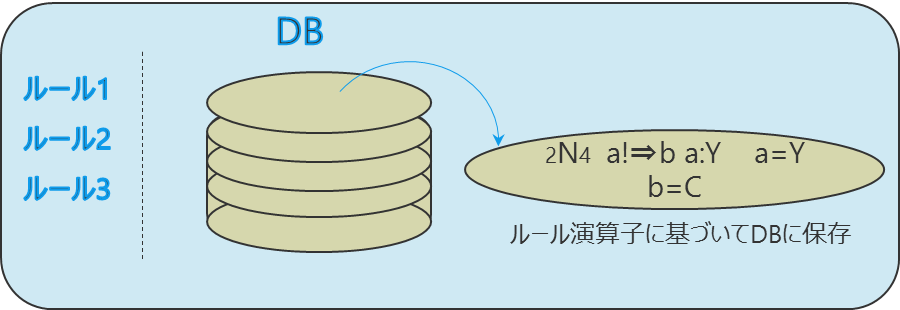 DB
ルール1
ルール2
ルール3
2N4 a!⇒b a:Y a=Y
b=C
ルール演算子に基づいてDBに保存